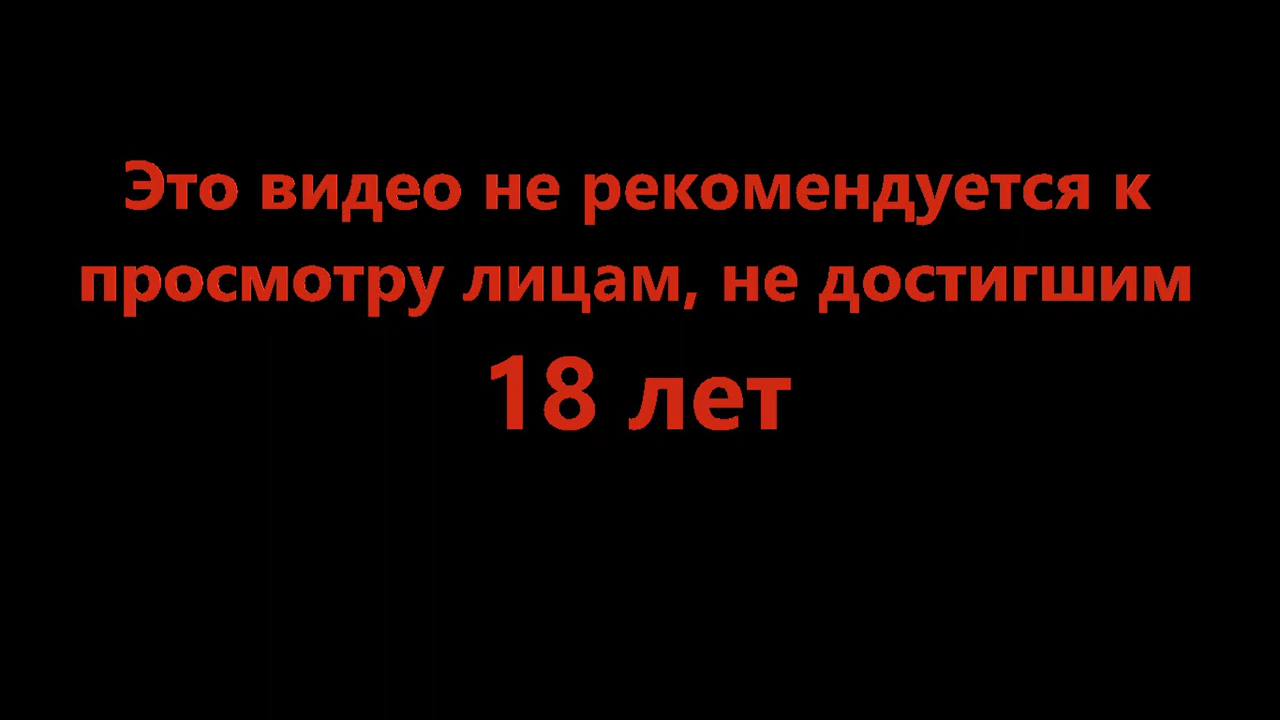 Это видео не рекомендуется к
просмотру лицам, не достигшим
18 лет